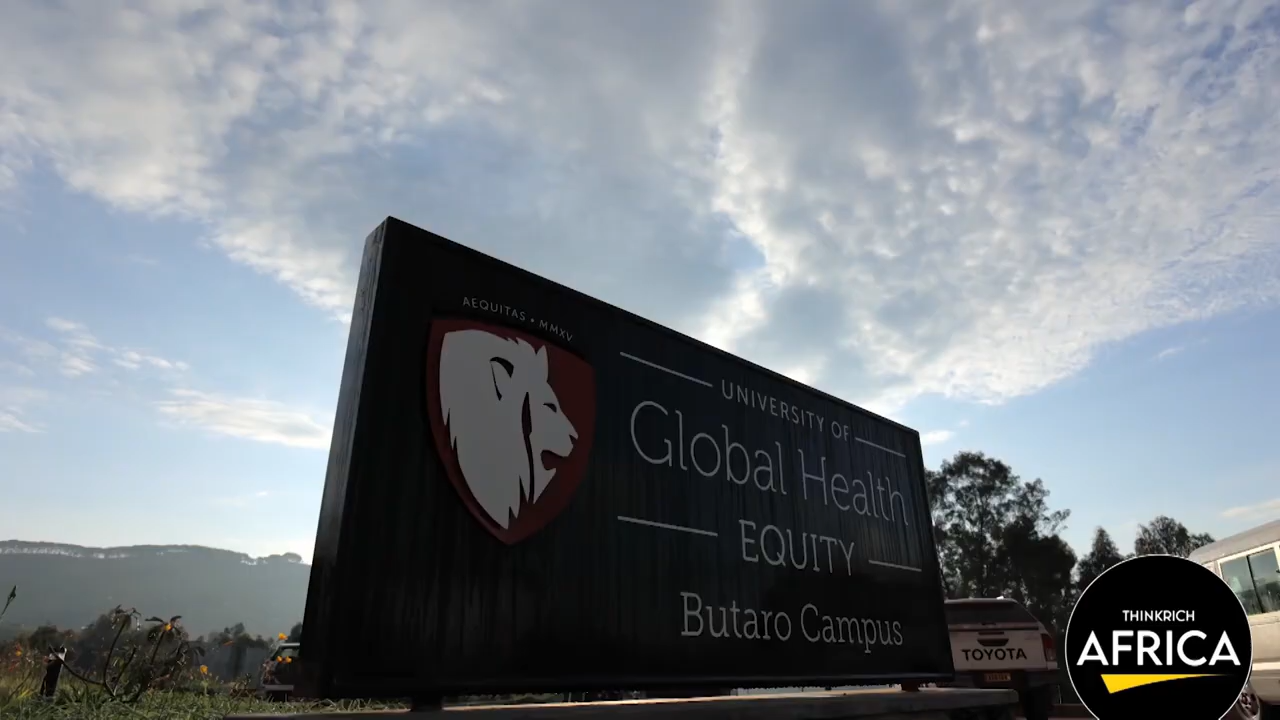 AEQUITAS • MMXV
UNIVERSITY OF
Global Health
EQUITY
Butaro Campus
TOYOTA
THINKRICH
AFRICA